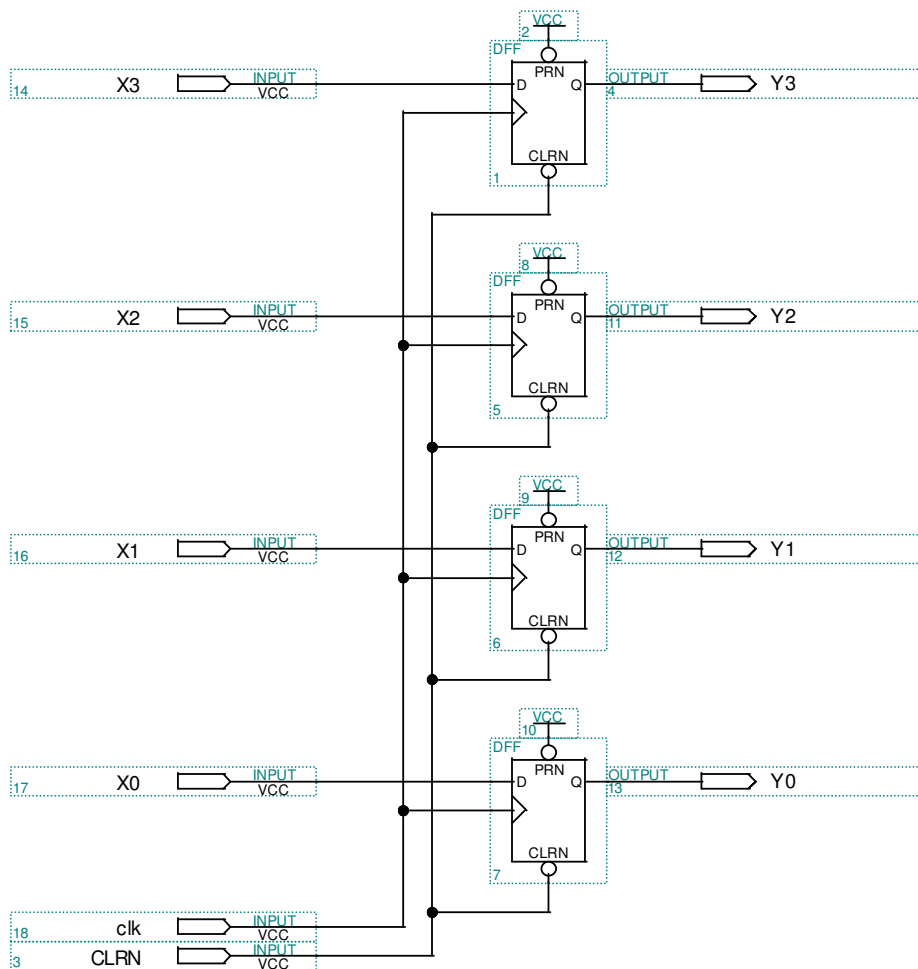 VCC
2
DFF
PRN
X3 INPUT D Q OUTPUT Y3
14 VCC 4
CLRN
1
VCC
8
DFF
PRN
X2 INPUT D Q OUTPUT Y2
15 VCC 11
CLRN
5
VCC
9
DFF
PRN
X1 INPUT D Q OUTPUT Y1
16 VCC 12
CLRN
6
VCC
10
DFF
PRN
X0 INPUT D Q OUTPUT Y0
17 VCC 13
CLRN
7
clk INPUT
18 VCC
CLRN INPUT
3 VCC